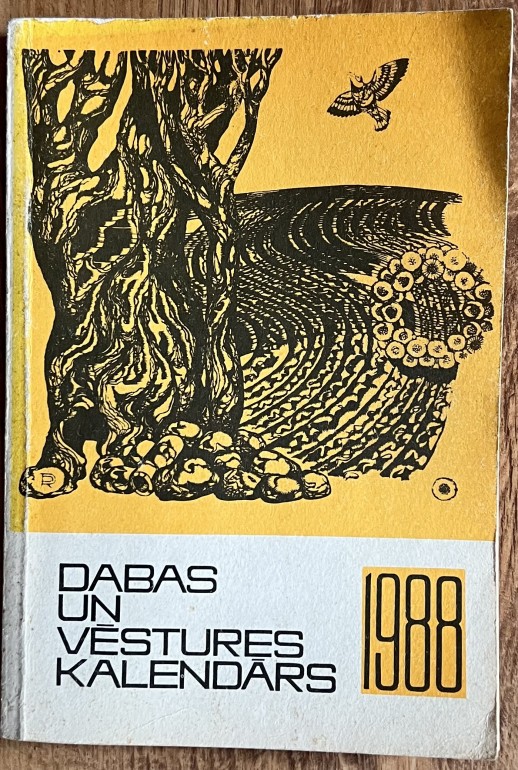 DABAS
UN
VĒSTURES
KALENDĀRS
1988